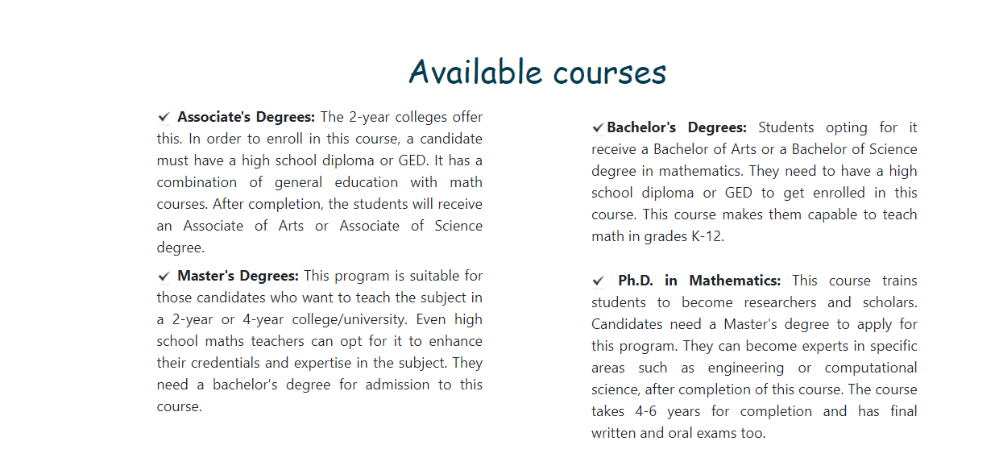 Available courses
Associate's Degrees: The 2-year colleges offer
this. In order to enroll in this course, a candidate
must have a high school diploma or GED. It has a
combination of general education with math
courses. After completion, the students will receive
an Associate of Arts or Associate of Science
degree.
Master's Degrees: This program is suitable for
those candidates who want to teach the subject in
a 2-year or 4-year college/university. Even high
school maths teachers can opt for it to enhance
their credentials and expertise in the subject. They
need a bachelor's degree for admission to this
course.
Bachelor's Degrees: Students opting for it
receive a Bachelor of Arts or a Bachelor of Science
degree in mathematics. They need to have a high
school diploma or GED to get enrolled in this
course. This course makes them capable to teach
math in grades K-12.
Ph.D. in Mathematics: This course trains
students to become researchers and scholars.
Candidates need a Master's degree to apply for
this program. They can become experts in specific
areas such as engineering or computational
science, after completion of this course. The course
takes 4-6 years for completion and has final
written and oral exams too.